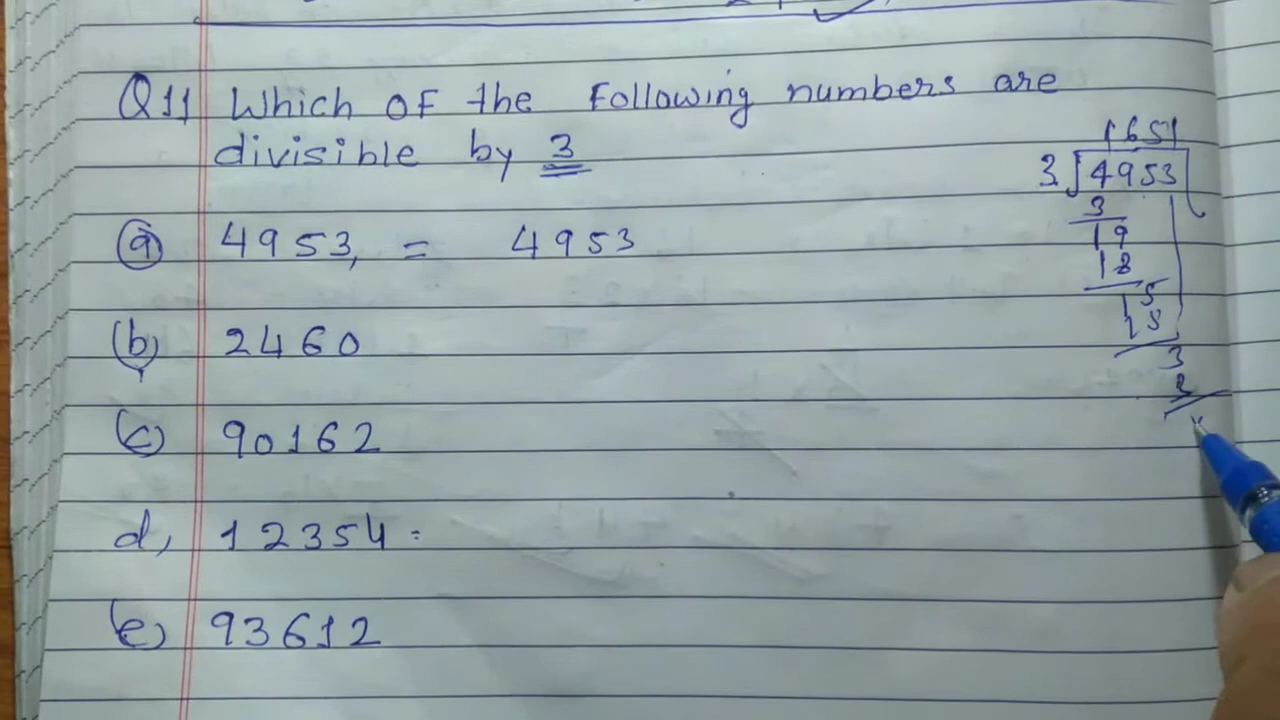 Q11 Which of the following numbers are
divisible by 3
(a) 4953, = 4953
(b) 2460
(c) 90162
d, 12354 =
(e) 93612
1651
3 4953
3
19
18
15
15
3